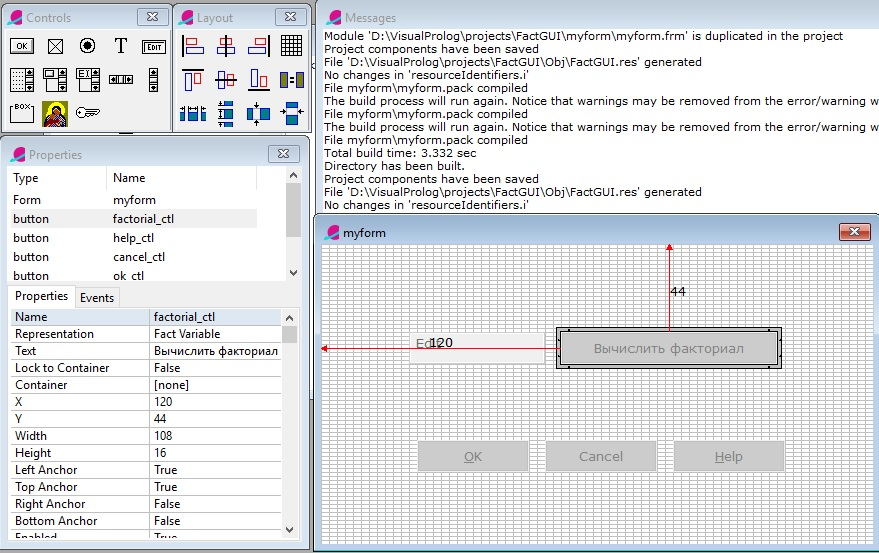 Controls
OK
T
EDIT
BOX
Layout
Messages
Module 'D:\VisualProlog\projects\FactGUI\myform\myform.frm' is duplicated in the project
Project components have been saved
File 'D:\VisualProlog\projects\FactGUI\Obj\FactGUI.res' generated
No changes in 'resourceIdentifiers.i'
File myform\myform.pack compiled
The build process will run again. Notice that warnings may be removed from the error/warning w
File myform\myform.pack compiled
The build process will run again. Notice that warnings may be removed from the error/warning w
File myform\myform.pack compiled
Total build time: 3.332 sec
Directory has been built.
Project components have been saved
File 'D:\VisualProlog\projects\FactGUI\Obj\FactGUI.res' generated
No changes in 'resourceIdentifiers.i'
Properties
Type Name
Form myform
button factorial_ctl
button help_ctl
button cancel_ctl
button ok_ctl
Properties Events
Name factorial_ctl
Representation Fact Variable
Text Вычислить факториал
Lock to Container False
Container [none]
X 120
Y 44
Width 108
Height 16
Left Anchor True
Top Anchor True
Right Anchor False
Bottom Anchor False
Enabled True
myform
44
120
Вычислить факториал
OK Cancel Help